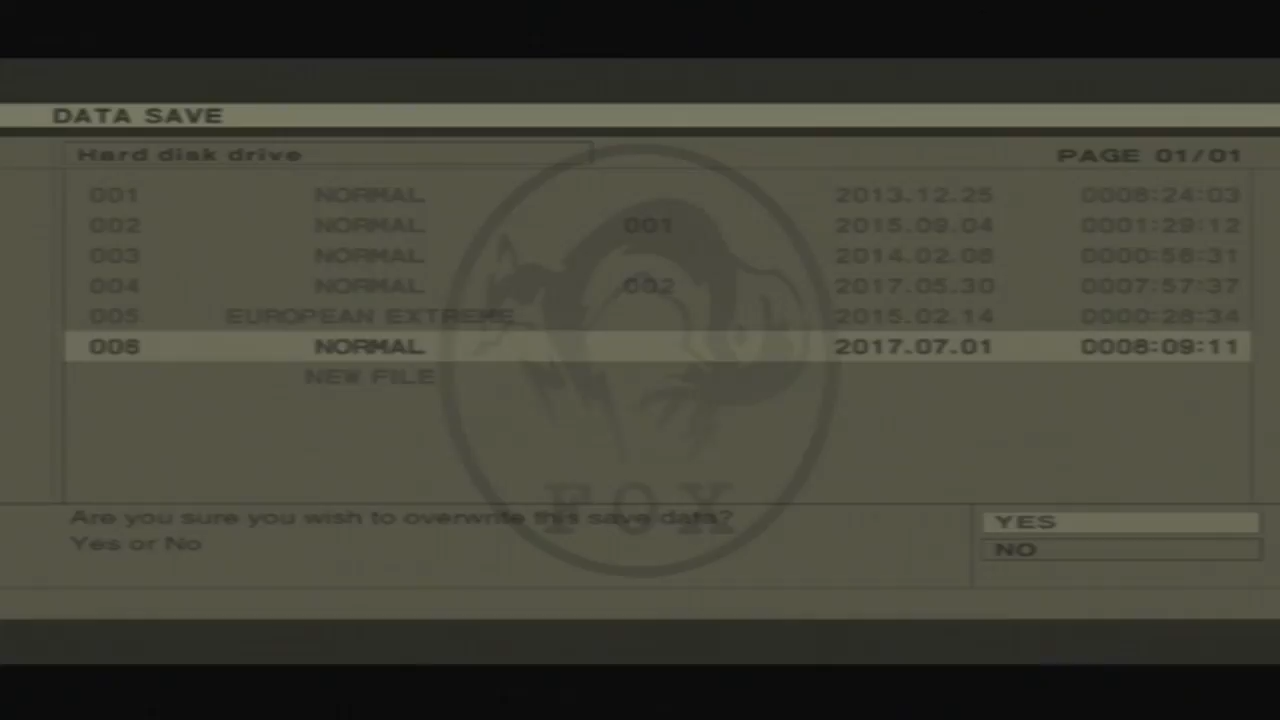 DATA SAVE
Hard disk drive PAGE 01/01
001 NORMAL 2013.12.25 0008:24:03
002 NORMAL 001 2015.09.04 0001:29:12
003 NORMAL 2014.02.08 0000:56:31
004 NORMAL 002 2017.05.30 0007:57:37
005 EUROPEAN EXTREME 2015.02.14 0000:28:34
006 NORMAL 2017.07.01 0008:09:11
NEW FILE
FOX
Are you sure you wish to overwrite this save data?
Yes or No
YES
NO